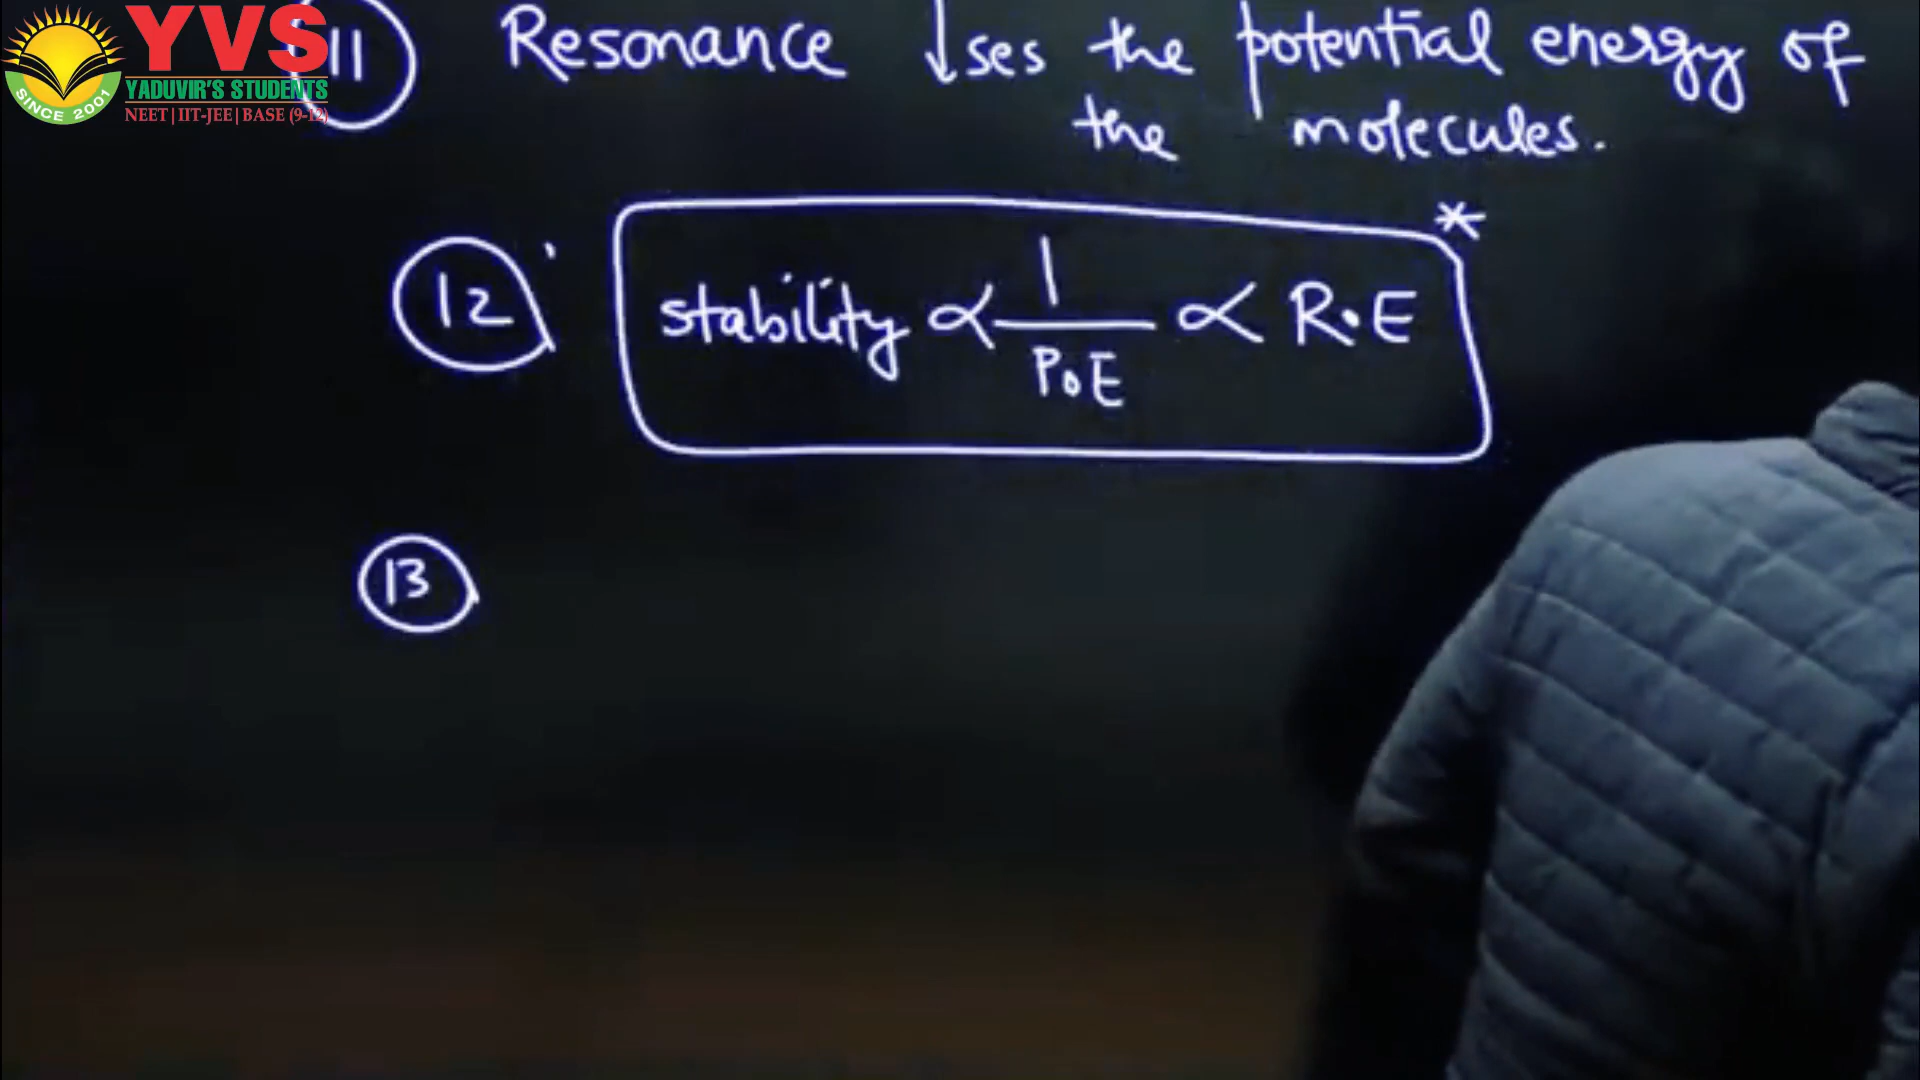 YVS
YADUVIR'S STUDENTS
NEET | IIT-JEE | BASE (9-12)
SINCE 2001
11 Resonance ↓ses the potential energy of
the molecules.
12 stability ∝ 1/P.E ∝ R.E *
13